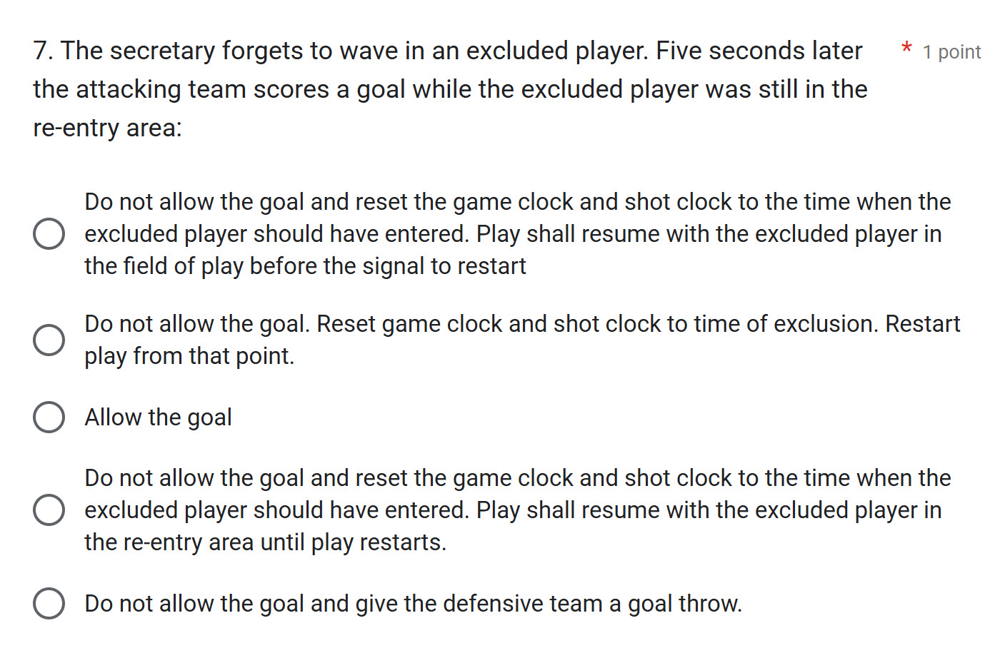 7. The secretary forgets to wave in an excluded player. Five seconds later * 1 point
the attacking team scores a goal while the excluded player was still in the
re-entry area:
Do not allow the goal and reset the game clock and shot clock to the time when the
excluded player should have entered. Play shall resume with the excluded player in
the field of play before the signal to restart
Do not allow the goal. Reset game clock and shot clock to time of exclusion. Restart
play from that point.
Allow the goal
Do not allow the goal and reset the game clock and shot clock to the time when the
excluded player should have entered. Play shall resume with the excluded player in
the re-entry area until play restarts.
Do not allow the goal and give the defensive team a goal throw.